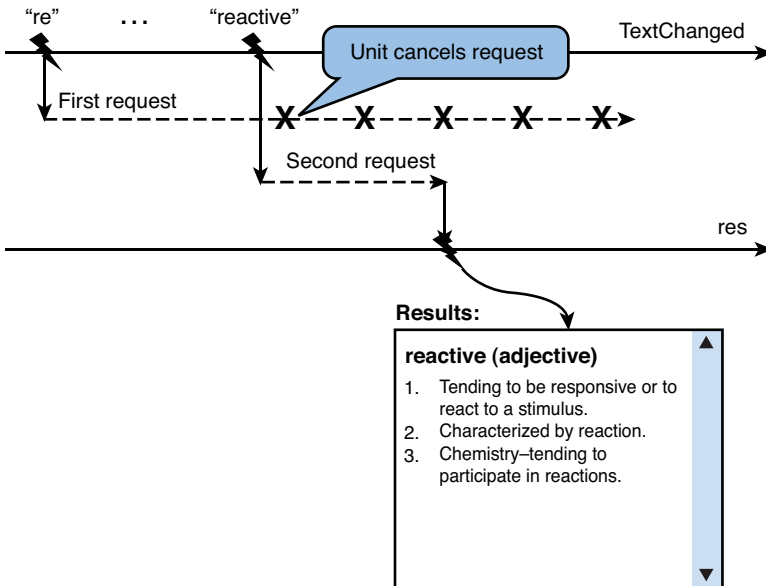 “re” ... “reactive”
Unit cancels request
TextChanged
First request
X X X X X
Second request
res
Results:
reactive (adjective)
1. Tending to be responsive or to
react to a stimulus.
2. Characterized by reaction.
3. Chemistry–tending to
participate in reactions.